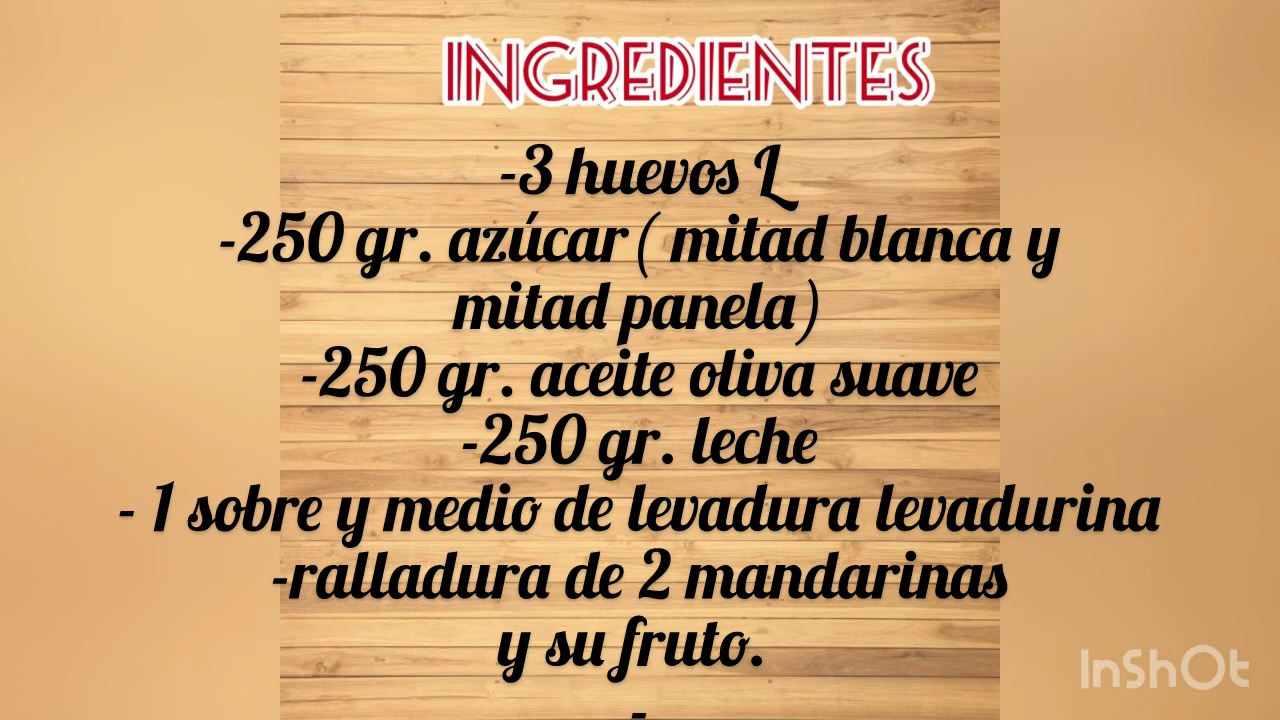 INGREDIENTES
-3 huevos L
-250 gr. azúcar ( mitad blanca y
mitad panela)
-250 gr. aceite oliva suave
-250 gr. leche
- 1 sobre y medio de levadura levadurina
-ralladura de 2 mandarinas
y su fruto.
-
InShOt